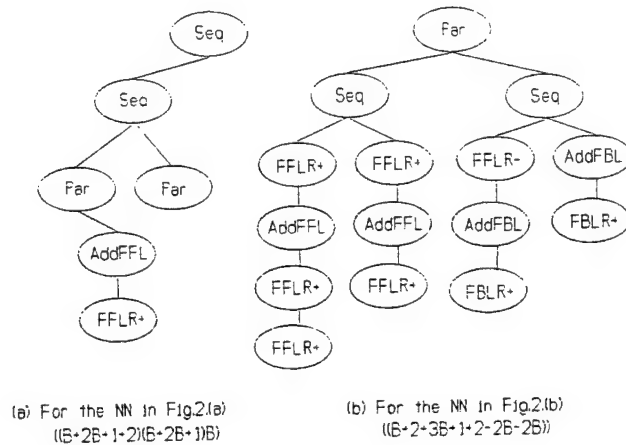 Seq
Par
Seq
Seq
Seq
Par
Par
FFLR+
FFLR+
FFLR-
AddFBL
AddFFL
AddFFL
AddFFL
AddFBL
FBLR+
FFLR+
FFLR+
FFLR+
FBLR+
FFLR+
(a) For the NN in Fig.2.(a)
((B+2B+1+2)(B+2B+1)B)
(b) For the NN in Fig.2.(b)
((B+2+3B+1+2-2B-2B))